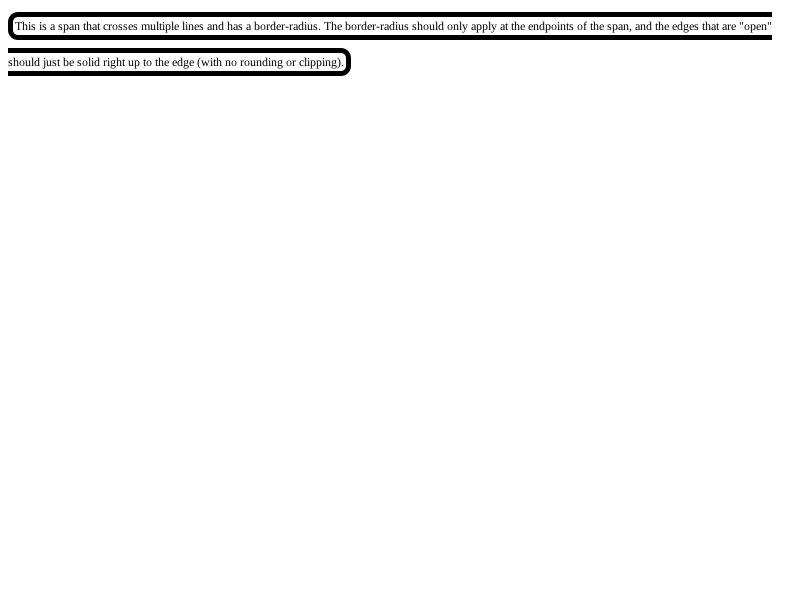 This is a span that crosses multiple lines and has a border-radius. The border-radius should only apply at the endpoints of the span, and the edges that are "open"
should just be solid right up to the edge (with no rounding or clipping).